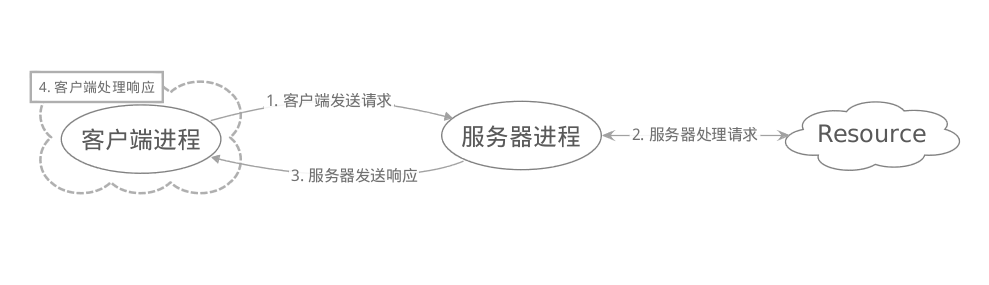 4. 客户端处理响应
1. 客户端发送请求
客户端进程
服务器进程
2. 服务器处理请求
Resource
3. 服务器发送响应